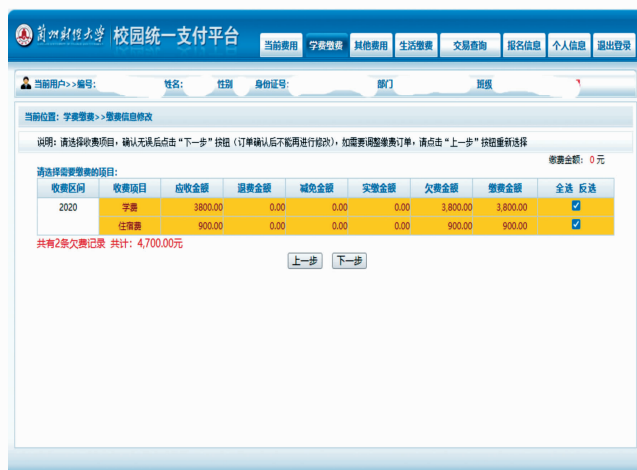 兰州财经大学 校园统一支付平台
当前费用 学费缴费 其他费用 生活缴费 交易查询 报名信息 个人信息 退出登录
当前用户>>编号: 姓名: 性别 身份证号: 部门 班级
当前位置: 学费缴费>>缴费信息修改
说明: 请选择收费项目, 确认无误后点击“下一步”按钮 (订单确认后不能再进行修改), 如需要调整缴费订单, 请点击“上一步”按钮重新选择
缴费金额: 0 元
请选择需要缴费的项目:
收费区间 收费项目 应收金额 退费金额 减免金额 实缴金额 欠费金额 缴费金额 全选 反选
2020 学费 3800.00 0.00 0.00 0.00 3,800.00 3,800.00
住宿费 900.00 0.00 0.00 0.00 900.00 900.00
共有2条欠费记录 共计: 4,700.00元
上一步 下一步